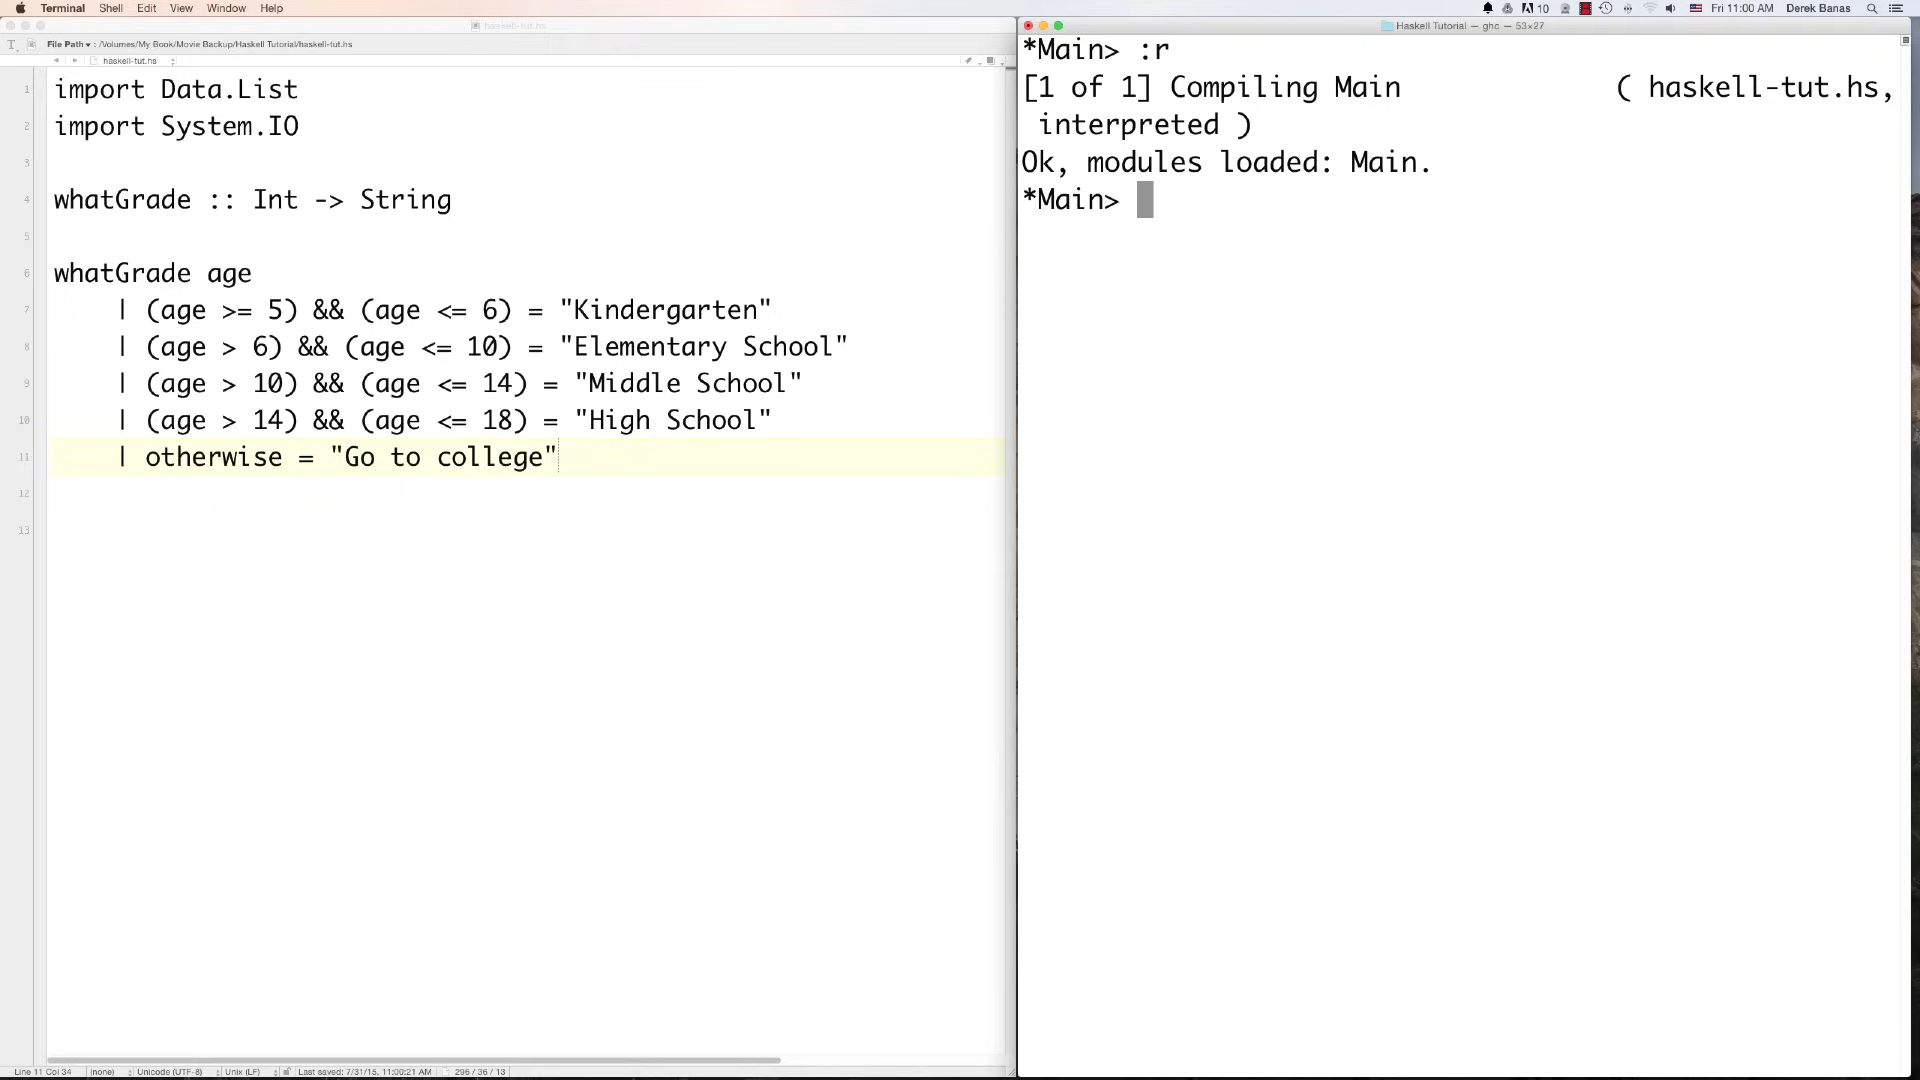 Terminal Shell Edit View Window Help
10 Fri 11:00 AM Derek Banas
haskell-tut.hs
File Path ▾ : /Volumes/My Book/Movie Backup/Haskell Tutorial/haskell-tut.hs
haskell-tut.hs
1 import Data.List
2 import System.IO
3
4 whatGrade :: Int -> String
5
6 whatGrade age
7 | (age >= 5) && (age <= 6) = "Kindergarten"
8 | (age > 6) && (age <= 10) = "Elementary School"
9 | (age > 10) && (age <= 14) = "Middle School"
10 | (age > 14) && (age <= 18) = "High School"
11 | otherwise = "Go to college"
12
13
Line 11 Col 34 (none) Unicode (UTF-8) Unix (LF) Last saved: 7/31/15, 11:00:21 AM 296 / 36 / 13
Haskell Tutorial — ghc — 53×27
*Main> :r
[1 of 1] Compiling Main ( haskell-tut.hs,
interpreted )
Ok, modules loaded: Main.
*Main>